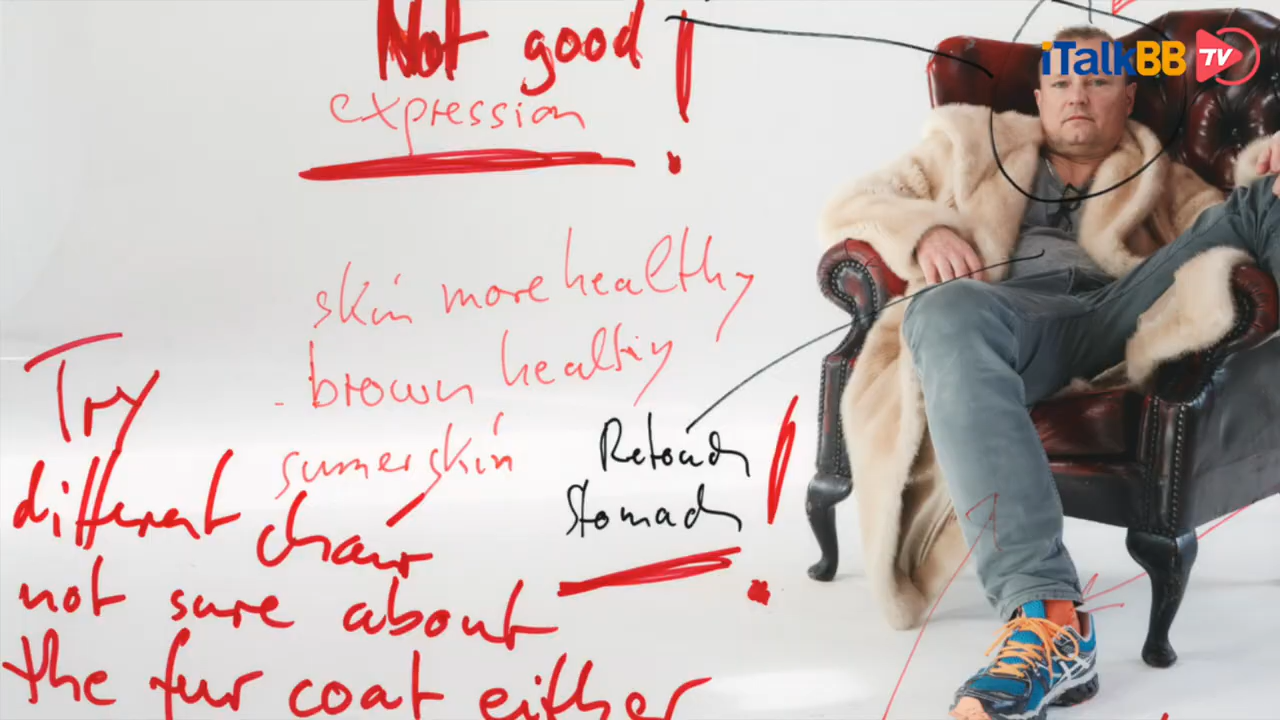 iTalkBB TV
Not good !
expression
skin more healthy
- brown healthy
sumer skin
Retouch
Stomach !
Try
different chair
not sure about
the fur coat either